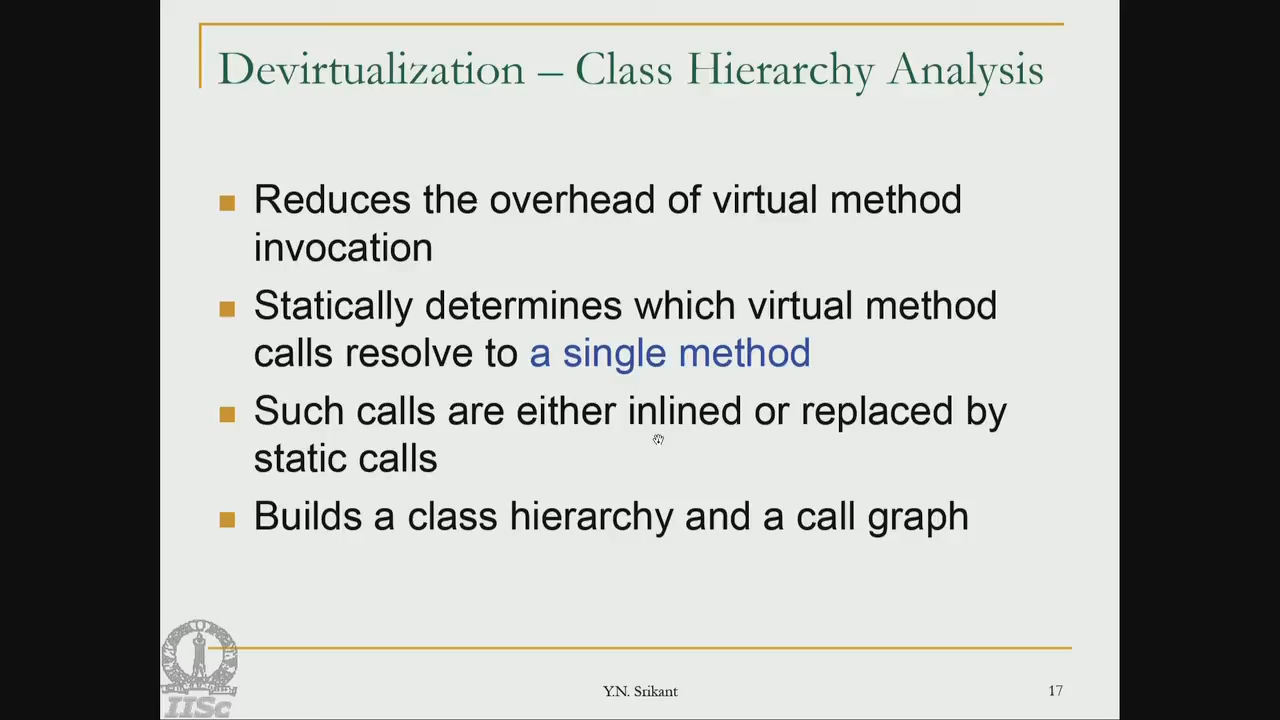 Devirtualization – Class Hierarchy Analysis
Reduces the overhead of virtual method
invocation
Statically determines which virtual method
calls resolve to a single method
Such calls are either inlined or replaced by
static calls
Builds a class hierarchy and a call graph
IISc
Y.N. Srikant
17